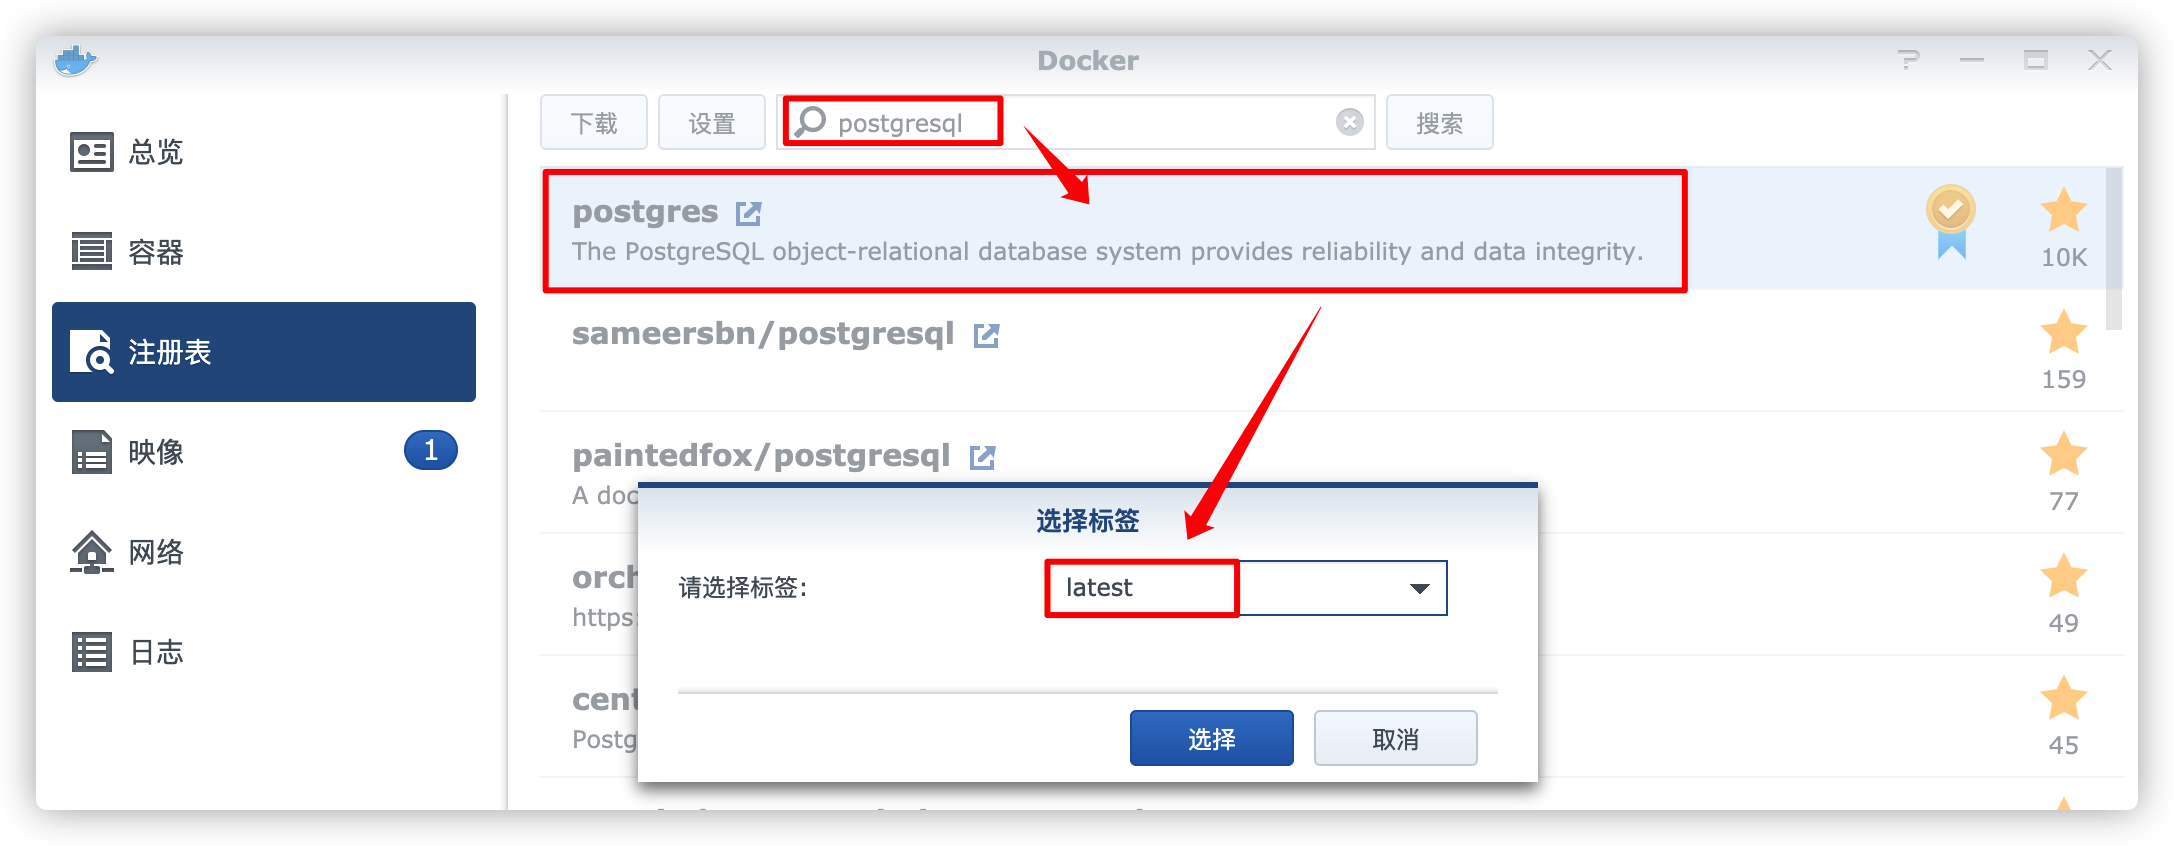 Docker
总览
容器
注册表
映像
1
网络
日志
下载
设置
postgresql
搜索
postgres
The PostgreSQL object-relational database system provides reliability and data integrity.
10K
sameersbn/postgresql
159
paintedfox/postgresql
A doc
77
orch
https:
49
cent
Postg
45
选择标签
请选择标签:
latest
选择
取消